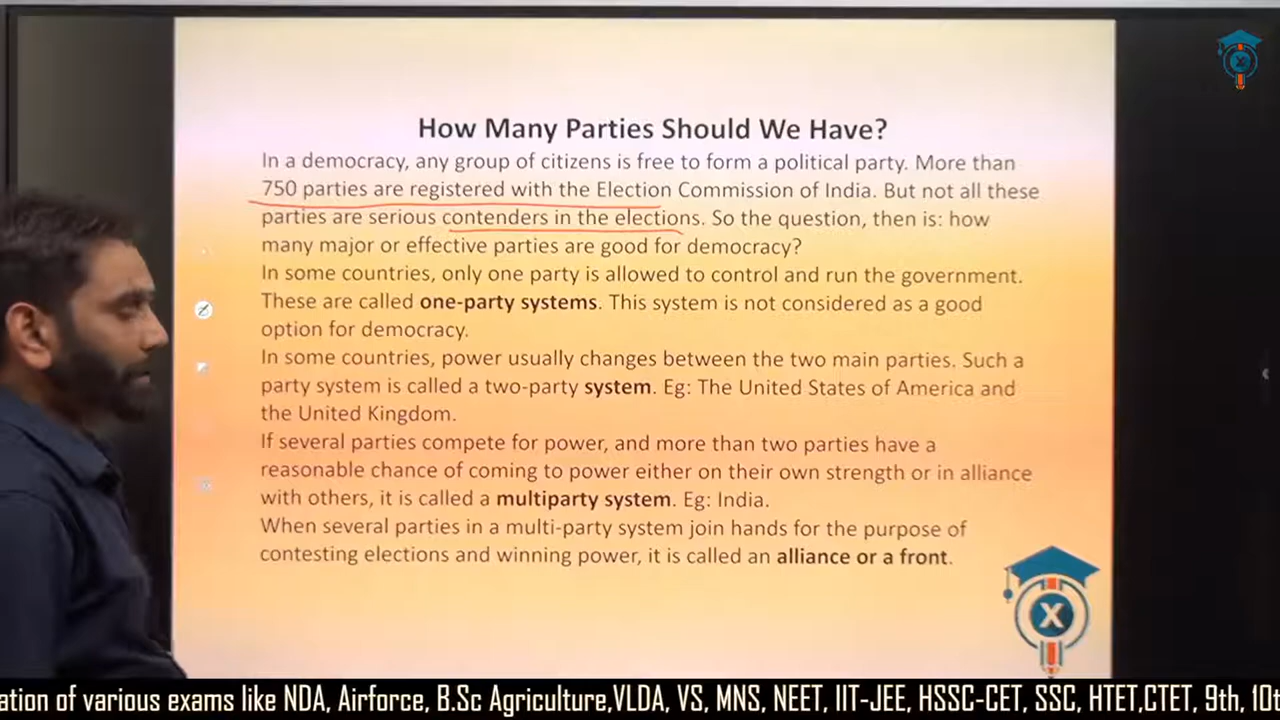 How Many Parties Should We Have?
In a democracy, any group of citizens is free to form a political party. More than
750 parties are registered with the Election Commission of India. But not all these
parties are serious contenders in the elections. So the question, then is: how
many major or effective parties are good for democracy?
In some countries, only one party is allowed to control and run the government.
These are called one-party systems. This system is not considered as a good
option for democracy.
In some countries, power usually changes between the two main parties. Such a
party system is called a two-party system. Eg: The United States of America and
the United Kingdom.
If several parties compete for power, and more than two parties have a
reasonable chance of coming to power either on their own strength or in alliance
with others, it is called a multiparty system. Eg: India.
When several parties in a multi-party system join hands for the purpose of
contesting elections and winning power, it is called an alliance or a front.
X
X
ation of various exams like NDA, Airforce, B.Sc Agriculture,VLDA, VS, MNS, NEET, IIT-JEE, HSSC-CET, SSC, HTET,CTET, 9th, 10t